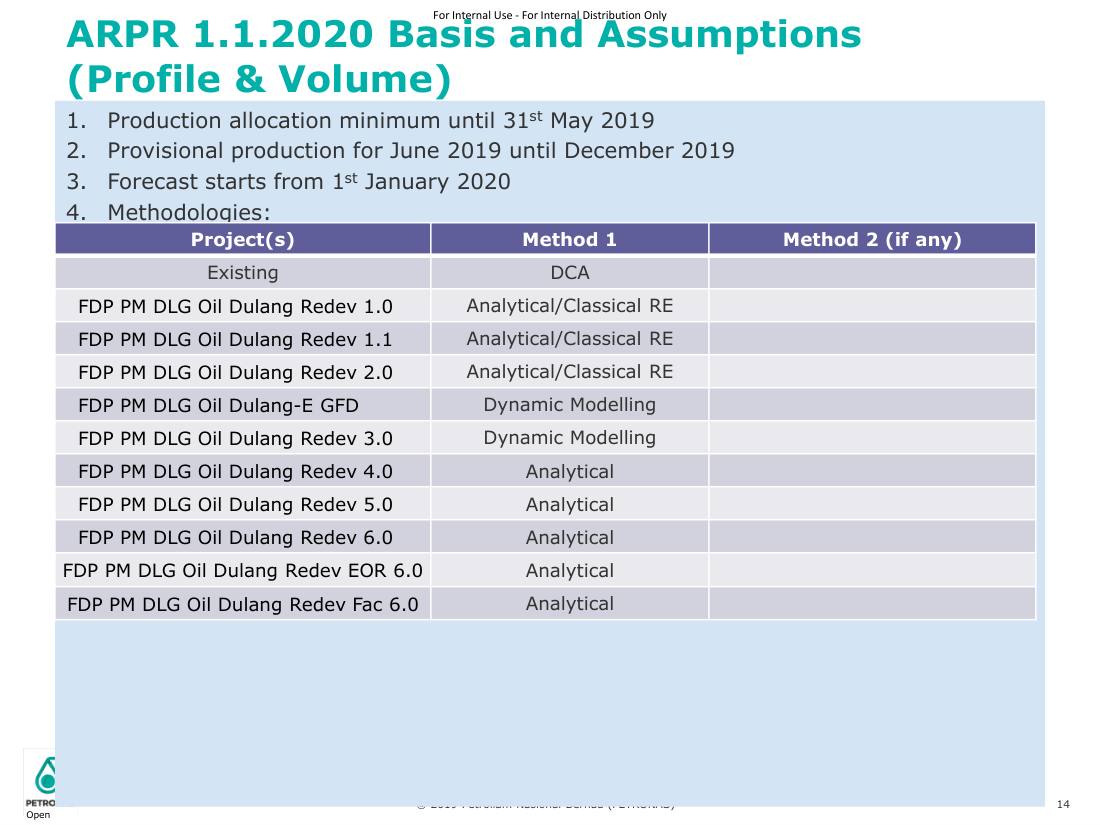 For Internal Use - For Internal Distribution Only
ARPR 1.1.2020 Basis and Assumptions
(Profile & Volume)
1. Production allocation minimum until 31st May 2019
2. Provisional production for June 2019 until December 2019
3. Forecast starts from 1st January 2020
4. Methodologies:
Project(s) Method 1 Method 2 (if any)
Existing DCA
FDP PM DLG Oil Dulang Redev 1.0 Analytical/Classical RE
FDP PM DLG Oil Dulang Redev 1.1 Analytical/Classical RE
FDP PM DLG Oil Dulang Redev 2.0 Analytical/Classical RE
FDP PM DLG Oil Dulang-E GFD Dynamic Modelling
FDP PM DLG Oil Dulang Redev 3.0 Dynamic Modelling
FDP PM DLG Oil Dulang Redev 4.0 Analytical
FDP PM DLG Oil Dulang Redev 5.0 Analytical
FDP PM DLG Oil Dulang Redev 6.0 Analytical
FDP PM DLG Oil Dulang Redev EOR 6.0 Analytical
FDP PM DLG Oil Dulang Redev Fac 6.0 Analytical
PETRO
© 2019 Petroliam Nasional Berhad (PETRONAS)
14
Open